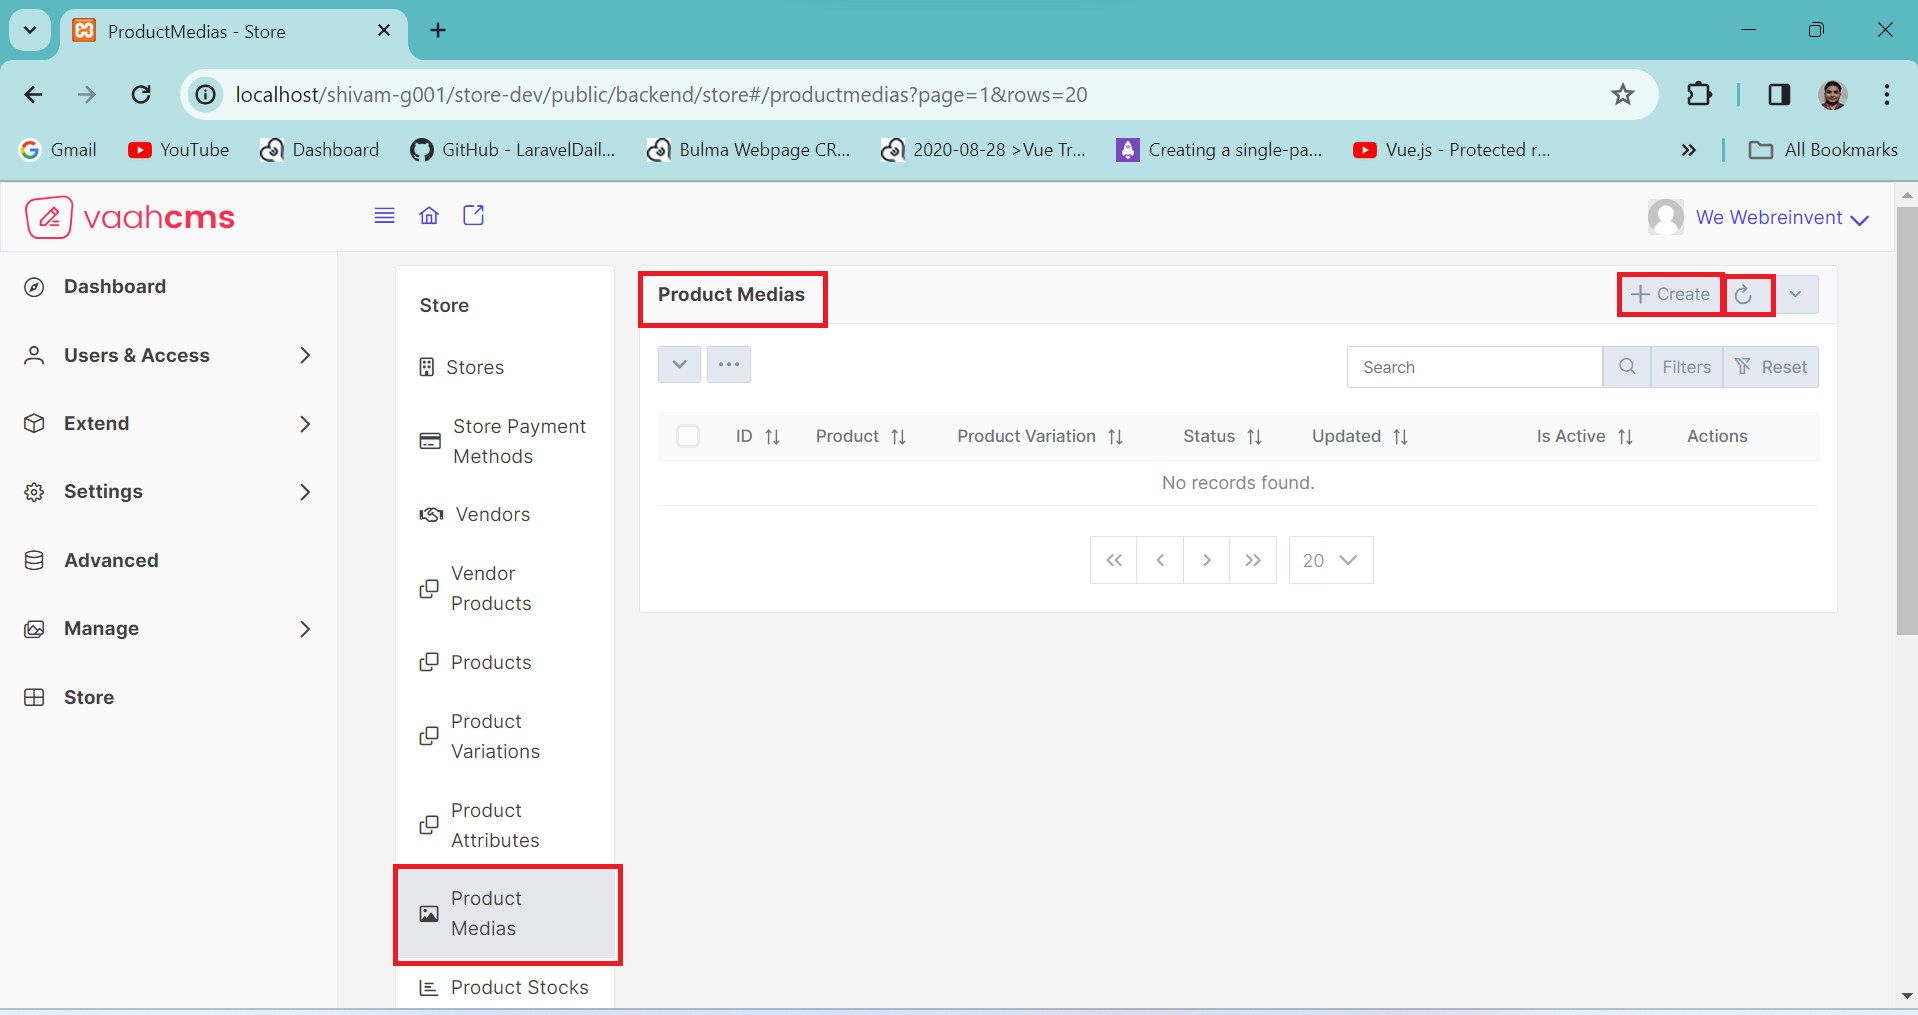 ProductMedias - Store
localhost/shivam-g001/store-dev/public/backend/store#/productmedias?page=1&rows=20
Gmail
YouTube
Dashboard
GitHub - LaravelDail...
Bulma Webpage CR...
2020-08-28 >Vue Tr...
Creating a single-pa...
Vue.js - Protected r...
All Bookmarks
vaahcms
We Webreinvent
Dashboard
Users & Access
Extend
Settings
Advanced
Manage
Store
Store
Stores
Store Payment
Methods
Vendors
Vendor
Products
Products
Product
Variations
Product
Attributes
Product
Medias
Product Stocks
Product Medias
Create
Search
Filters
Reset
ID
Product
Product Variation
Status
Updated
Is Active
Actions
No records found.
20